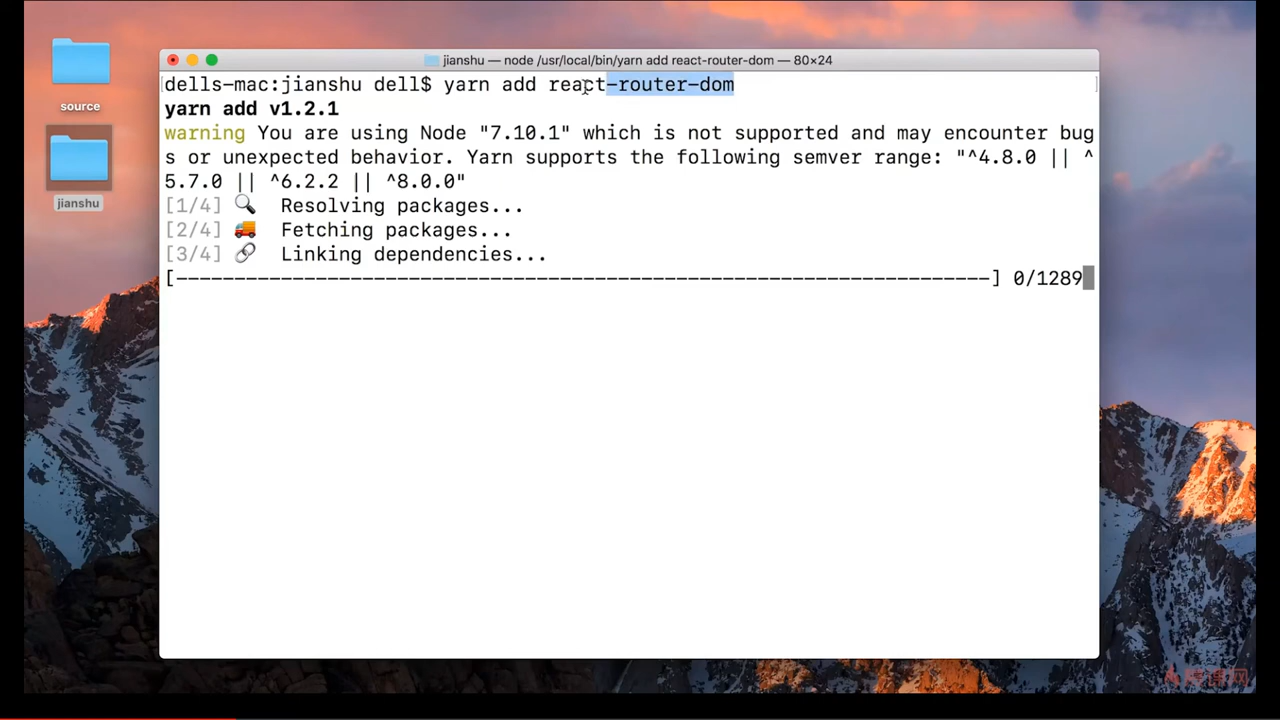 jianshu — node /usr/local/bin/yarn add react-router-dom — 80×24
dells-mac:jianshu dell$ yarn add react-router-dom
yarn add v1.2.1
warning You are using Node "7.10.1" which is not supported and may encounter bug
s or unexpected behavior. Yarn supports the following semver range: "^4.8.0 || ^
5.7.0 || ^6.2.2 || ^8.0.0"
[1/4] 🔍 Resolving packages...
[2/4] 🚚 Fetching packages...
[3/4] 🔗 Linking dependencies...
[----------------------------------------------------------------------] 0/1289
source
jianshu
慕课网